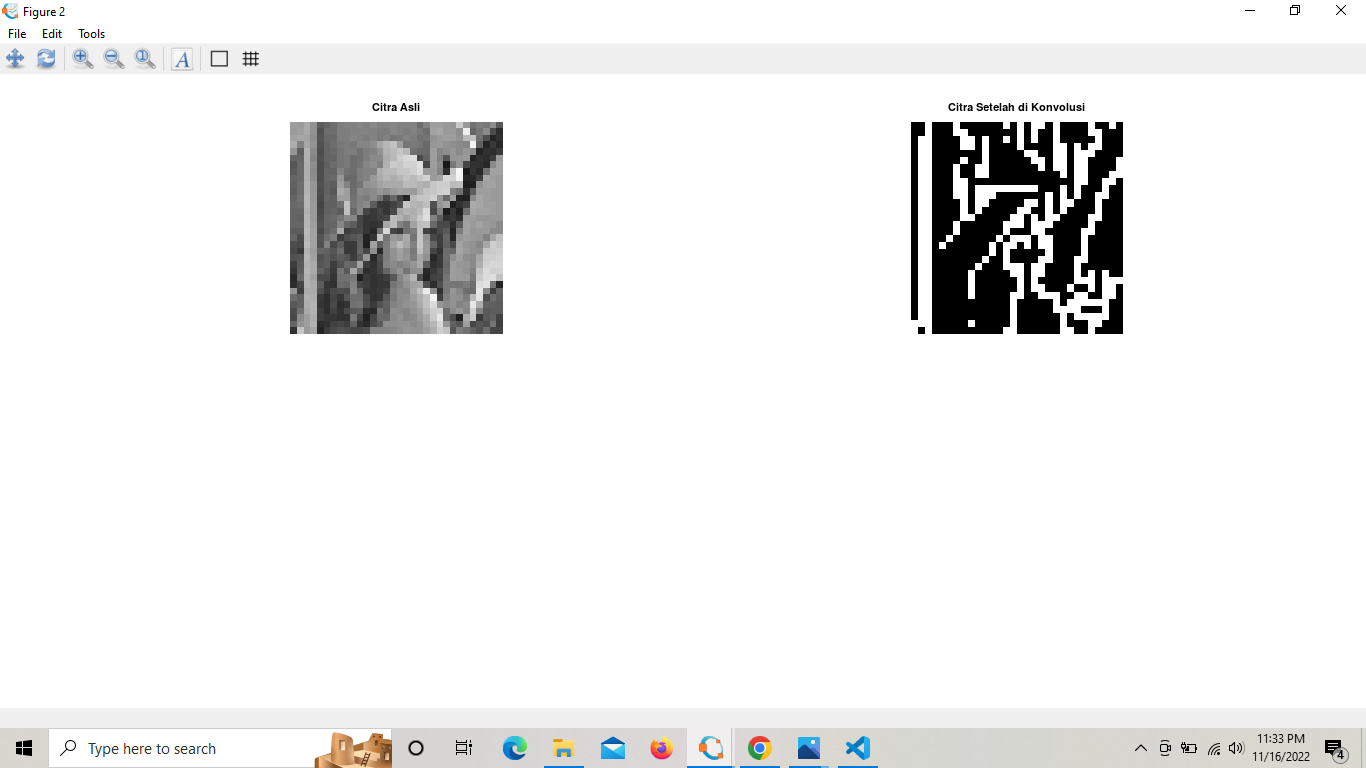 Figure 2
File Edit Tools
A
Citra Asli
Citra Setelah di Konvolusi
Type here to search
11:33 PM
11/16/2022
4